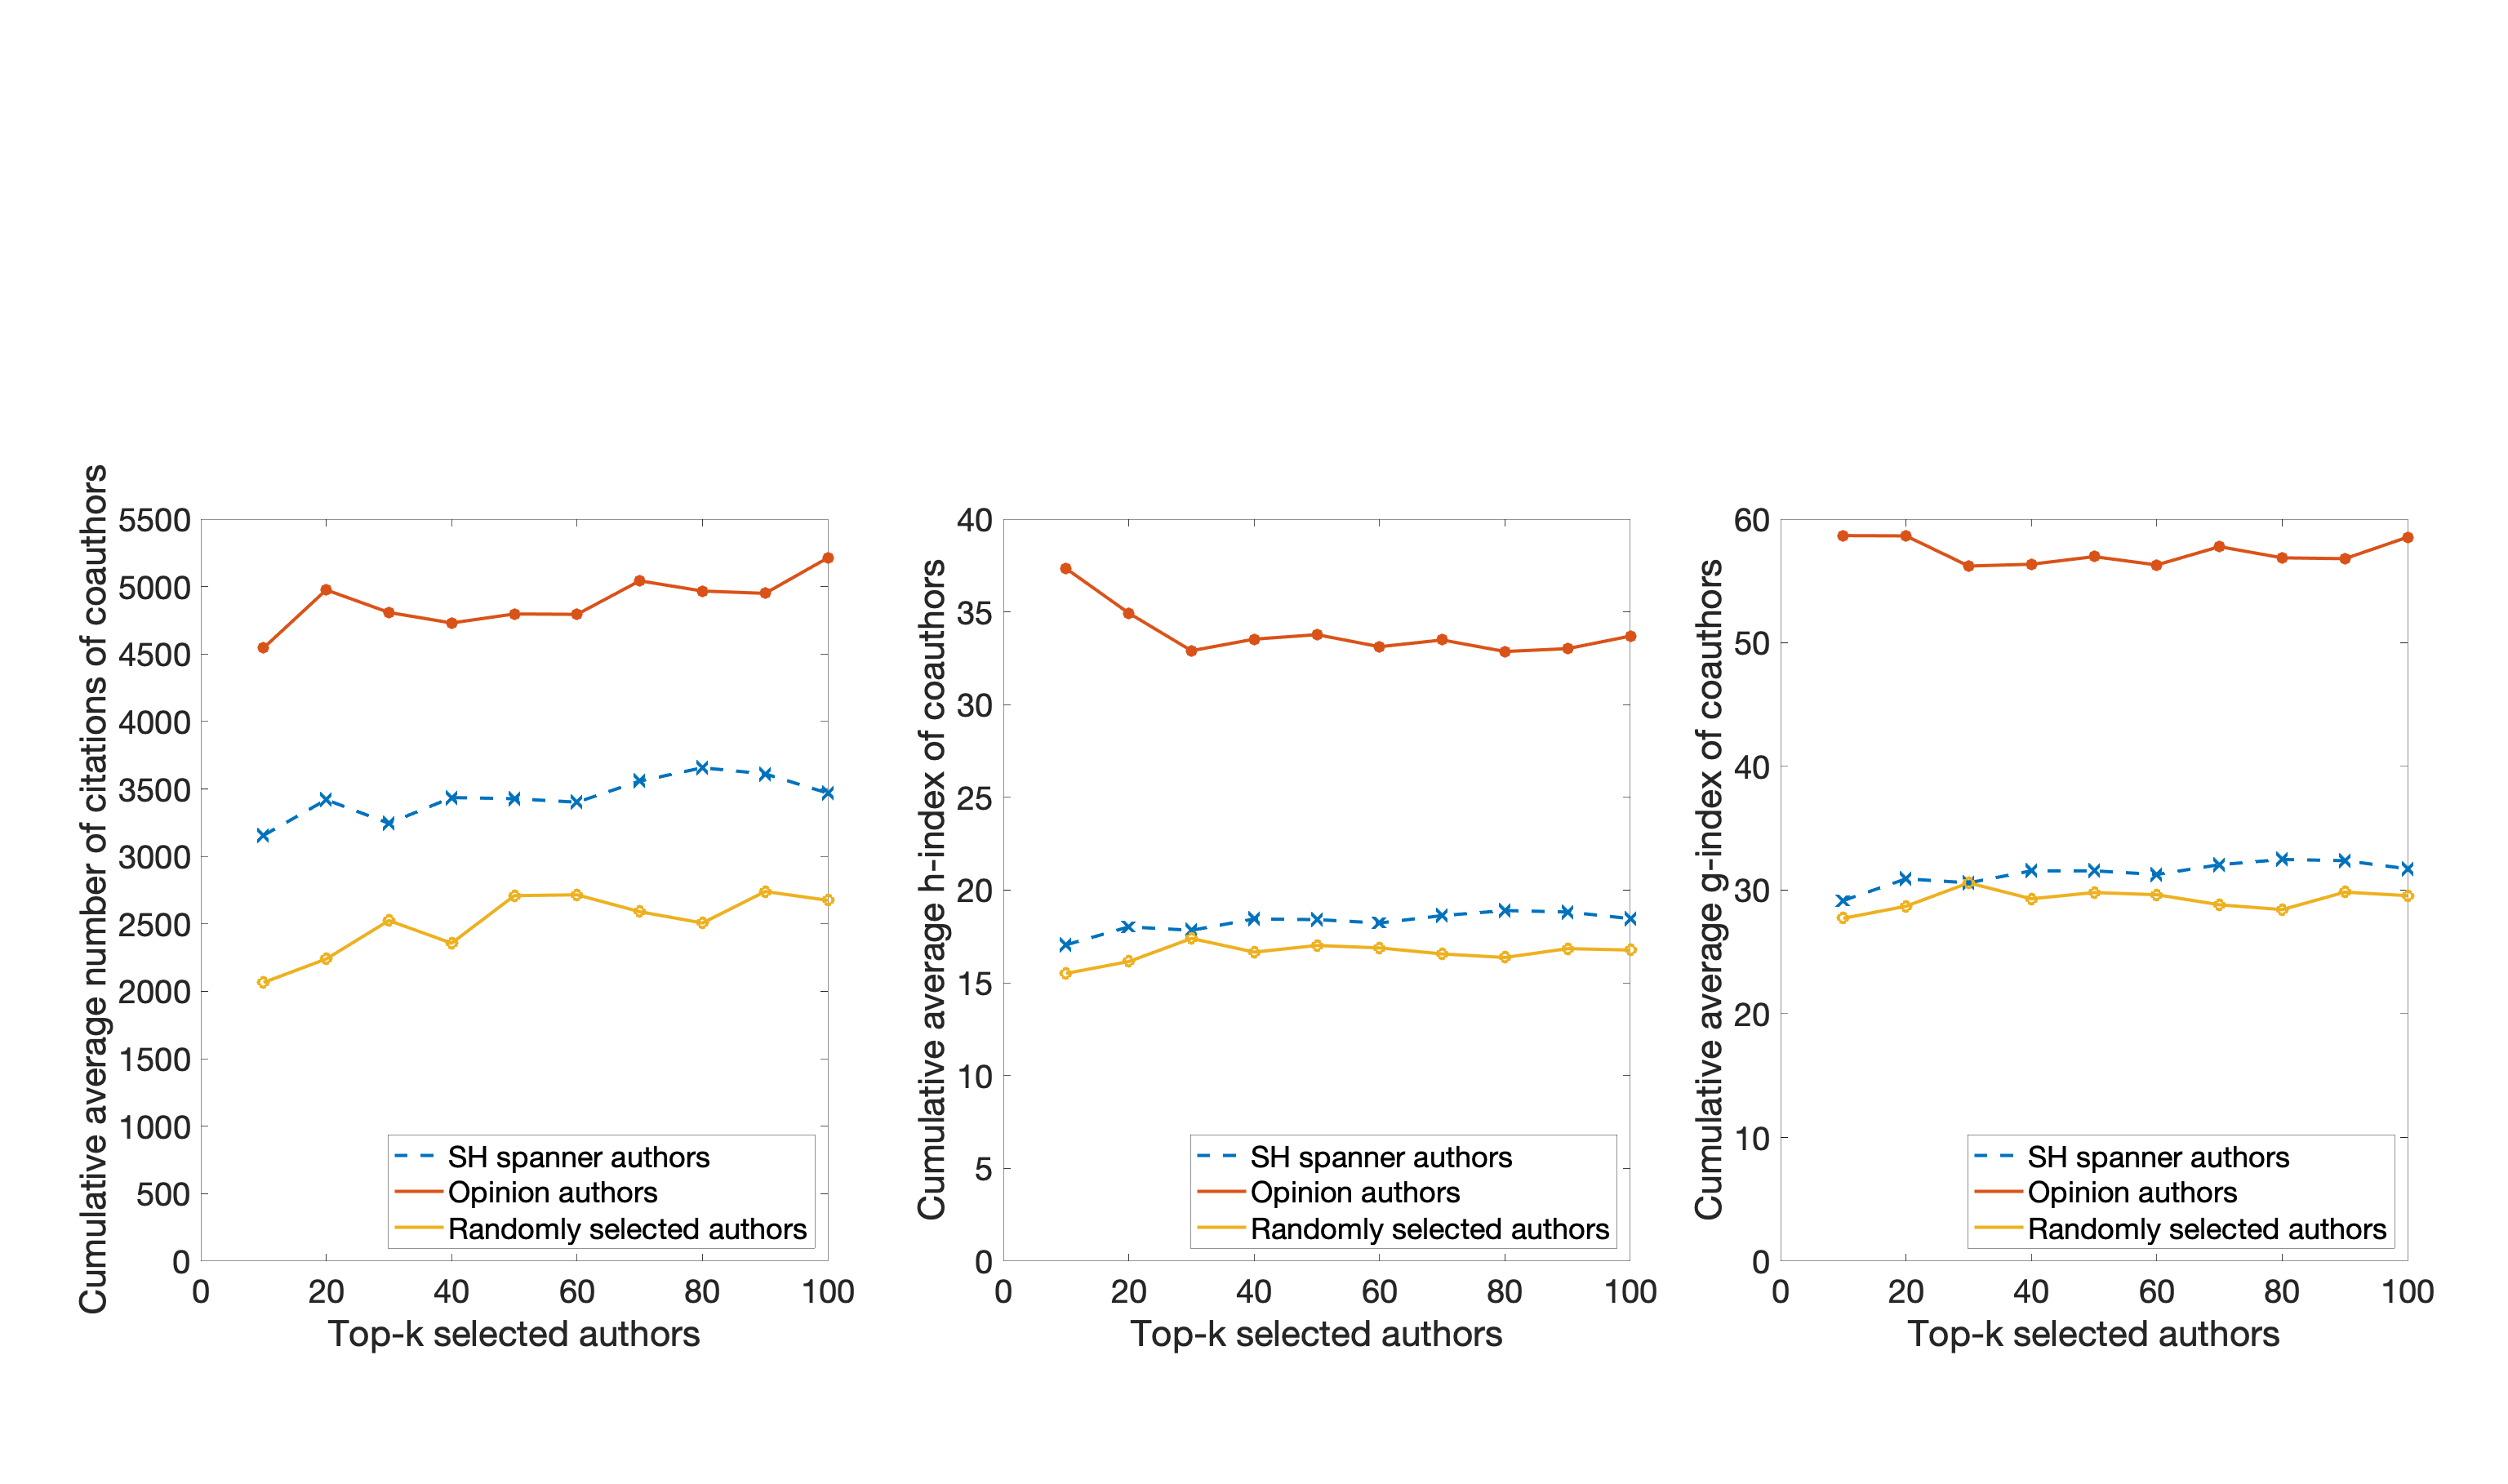 Cumulative average number of citations of coauthors
5500
5000
4500
4000
3500
3000
2500
2000
1500
1000
500
0
SH spanner authors
Opinion authors
Randomly selected authors
0 20 40 60 80 100
Top-k selected authors
Cumulative average h-index of coauthors
40
35
30
25
20
15
10
5
0
SH spanner authors
Opinion authors
Randomly selected authors
0 20 40 60 80 100
Top-k selected authors
Cumulative average g-index of coauthors
60
50
40
30
20
10
0
SH spanner authors
Opinion authors
Randomly selected authors
0 20 40 60 80 100
Top-k selected authors